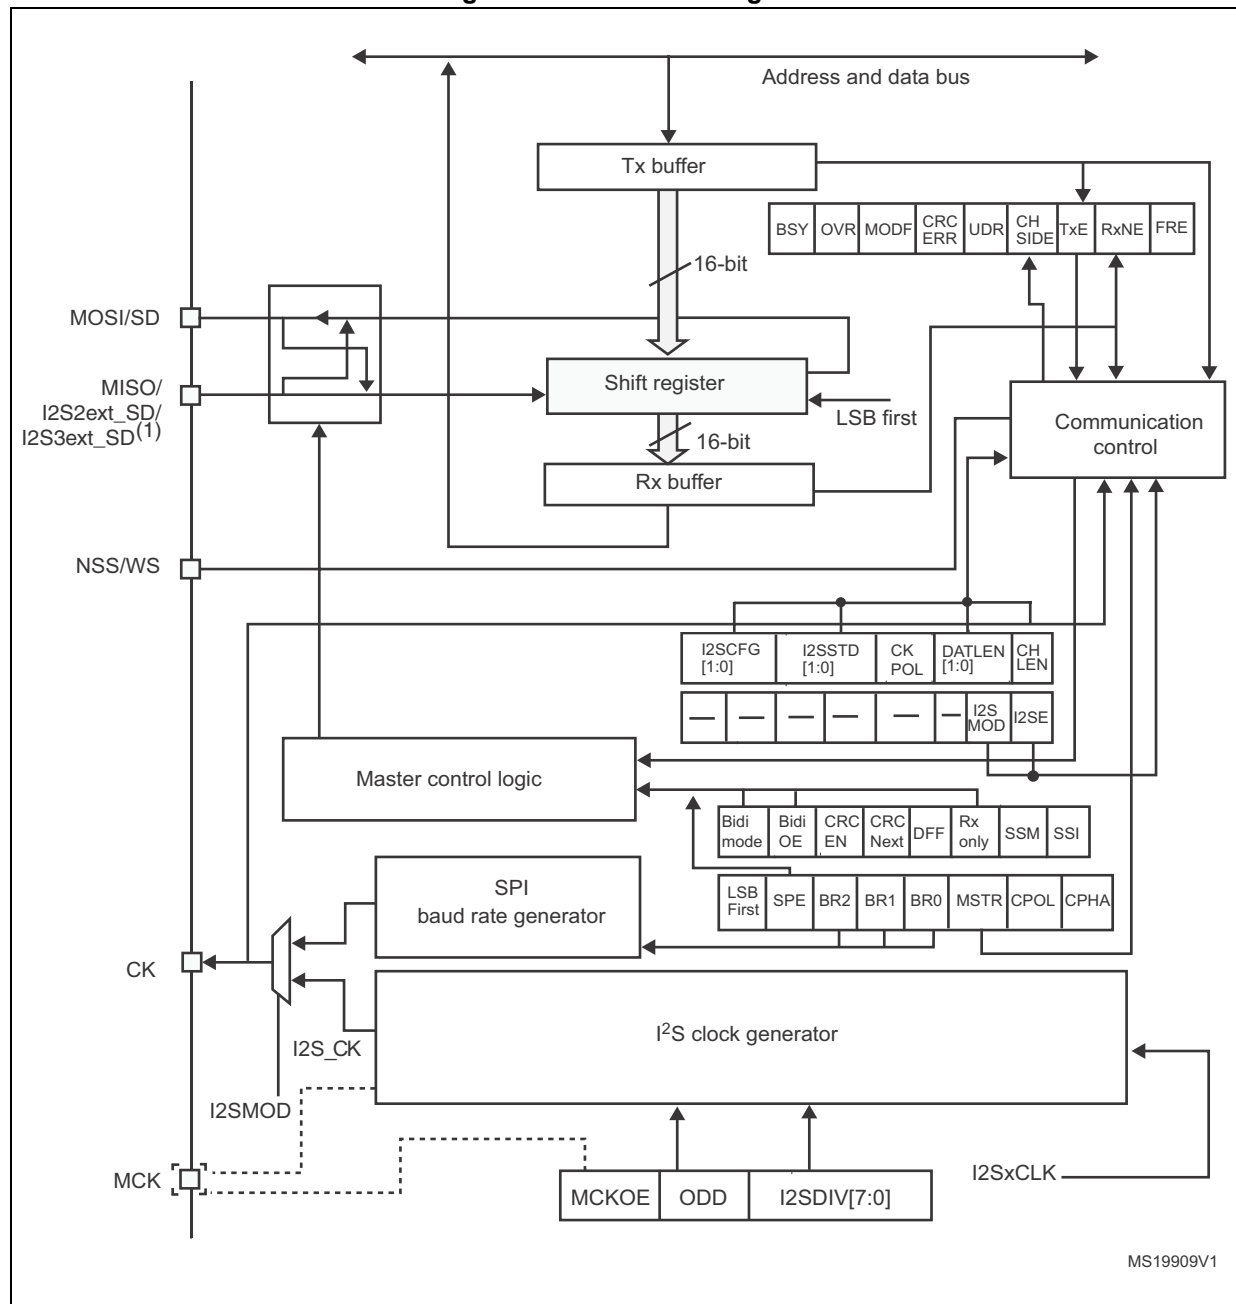 Address and data bus
Tx buffer
BSY OVR MODF CRC ERR UDR CH SIDE TxE RxNE FRE
16-bit
MOSI/SD
MISO/
I2S2ext_SD/
I2S3ext_SD(1)
Shift register
LSB first
Communication
control
16-bit
Rx buffer
NSS/WS
I2SCFG [1:0] I2SSTD [1:0] CK POL DATLEN [1:0] CH LEN
— — — — — — I2S MOD I2SE
Master control logic
Bidi mode Bidi OE CRC EN CRC Next DFF Rx only SSM SSI
LSB First SPE BR2 BR1 BR0 MSTR CPOL CPHA
SPI
baud rate generator
CK
I2S clock generator
I2S_CK
I2SMOD
MCK
I2SxCLK
MCKOE ODD I2SDIV[7:0]
MS19909V1